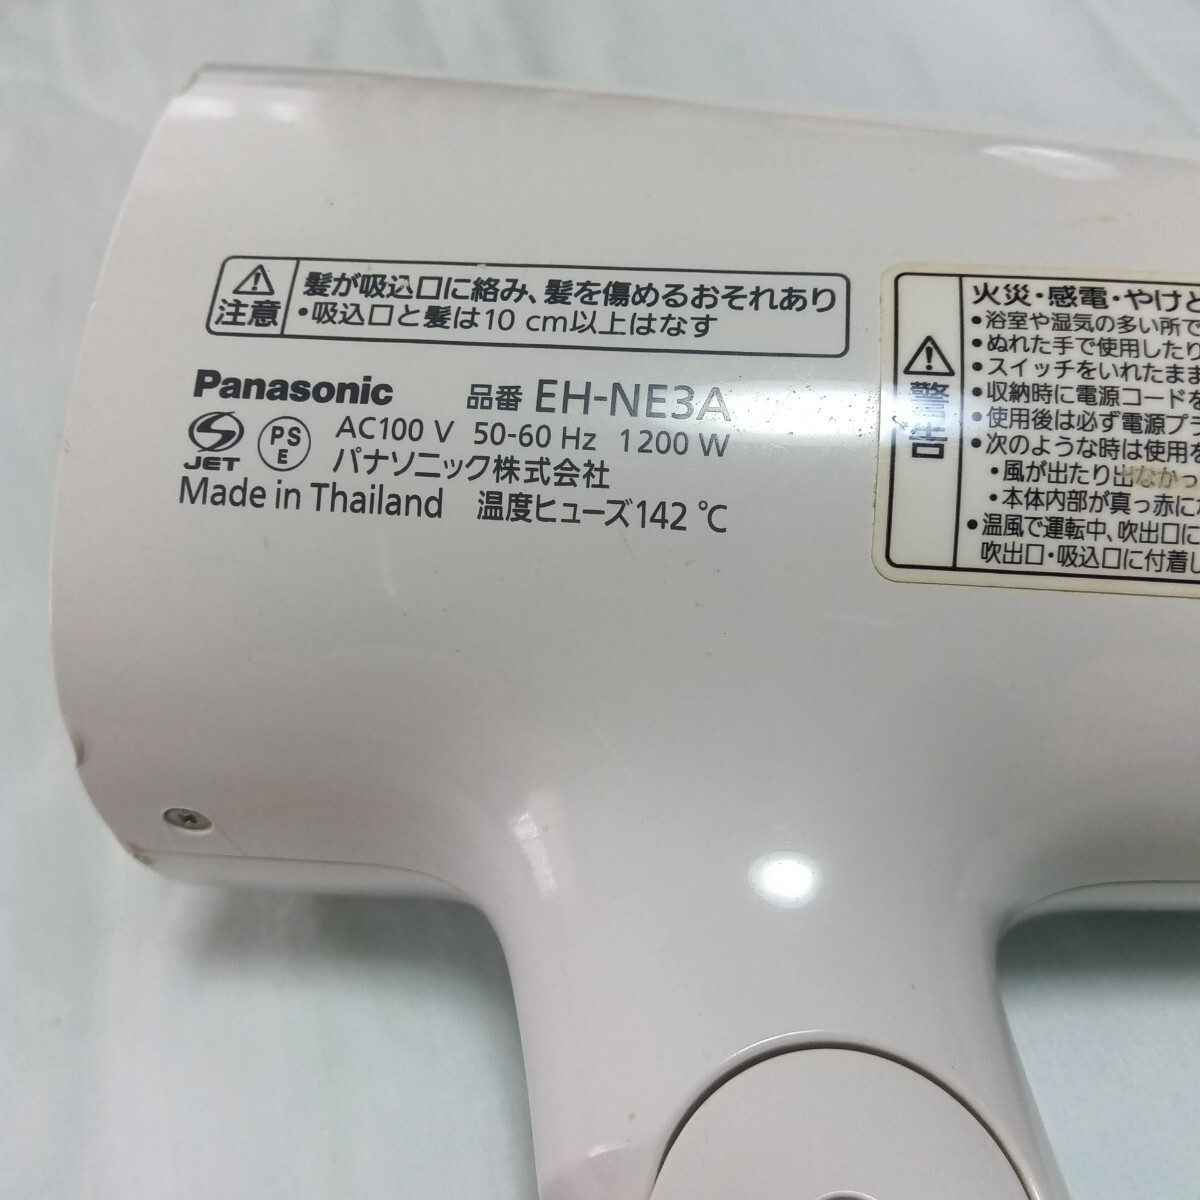 注意
髪が吸込口に絡み、髪を傷めるおそれあり
•吸込口と髪は10 cm以上はなす
Panasonic 品番 EH-NE3A
JET PS E AC100 V 50-60 Hz 1200 W
パナソニック株式会社
Made in Thailand 温度ヒューズ142 ℃
警告
火災・感電・やけど
•浴室や湿気の多い所で
•ぬれた手で使用したり
•スイッチをいれたまま
•収納時に電源コードを
•使用後は必ず電源プラ
•次のような時は使用を
•風が出たり出なかっ
•本体内部が真っ赤にな
•温風で運転中、吹出口に
吹出口・吸込口に付着し